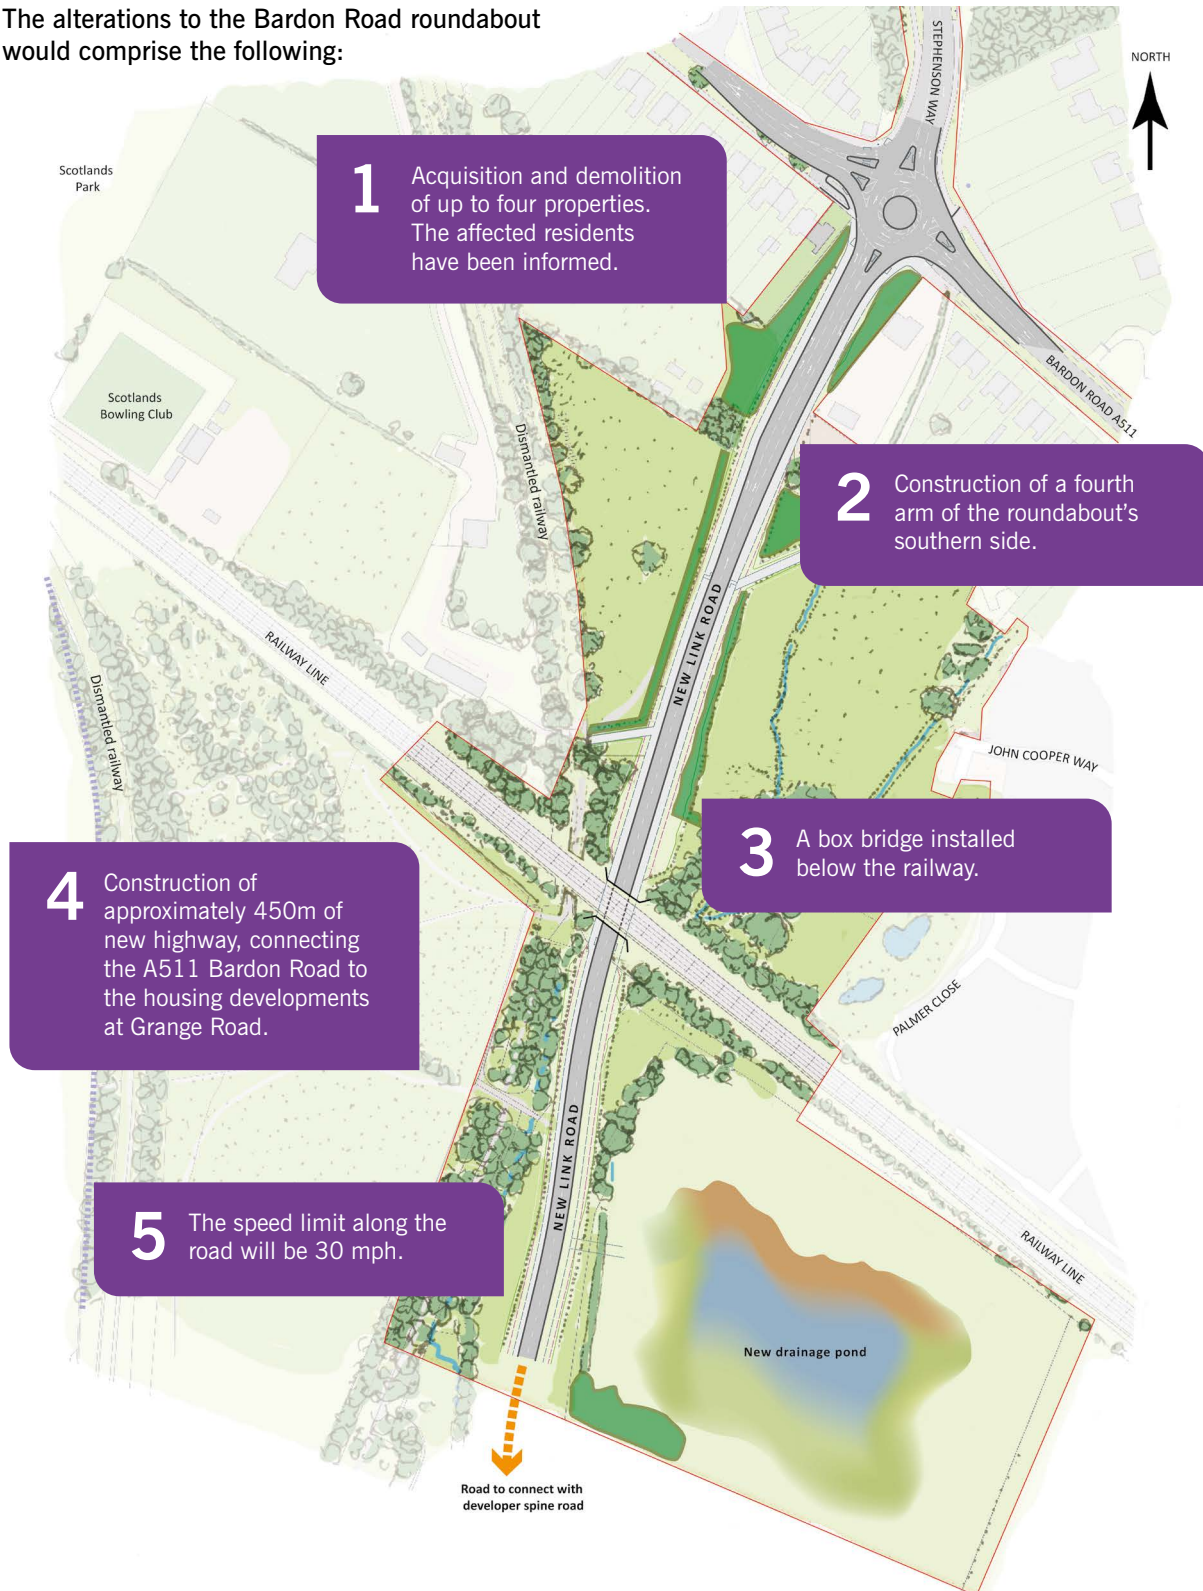 The alterations to the Bardon Road roundabout
would comprise the following:
STEPHENSON WAY
NORTH
Scotlands
Park
1
Acquisition and demolition
of up to four properties.
The affected residents
have been informed.
BARDON ROAD A511
Scotlands
Bowling Club
Dismantled railway
2
Construction of a fourth
arm of the roundabout's
southern side.
NEW LINK ROAD
RAILWAY LINE
Dismantled railway
JOHN COOPER WAY
3
A box bridge installed
below the railway.
4
Construction of
approximately 450m of
new highway, connecting
the A511 Bardon Road to
the housing developments
at Grange Road.
PALMER CLOSE
NEW LINK ROAD
5
The speed limit along the
road will be 30 mph.
RAILWAY LINE
New drainage pond
Road to connect with
developer spine road